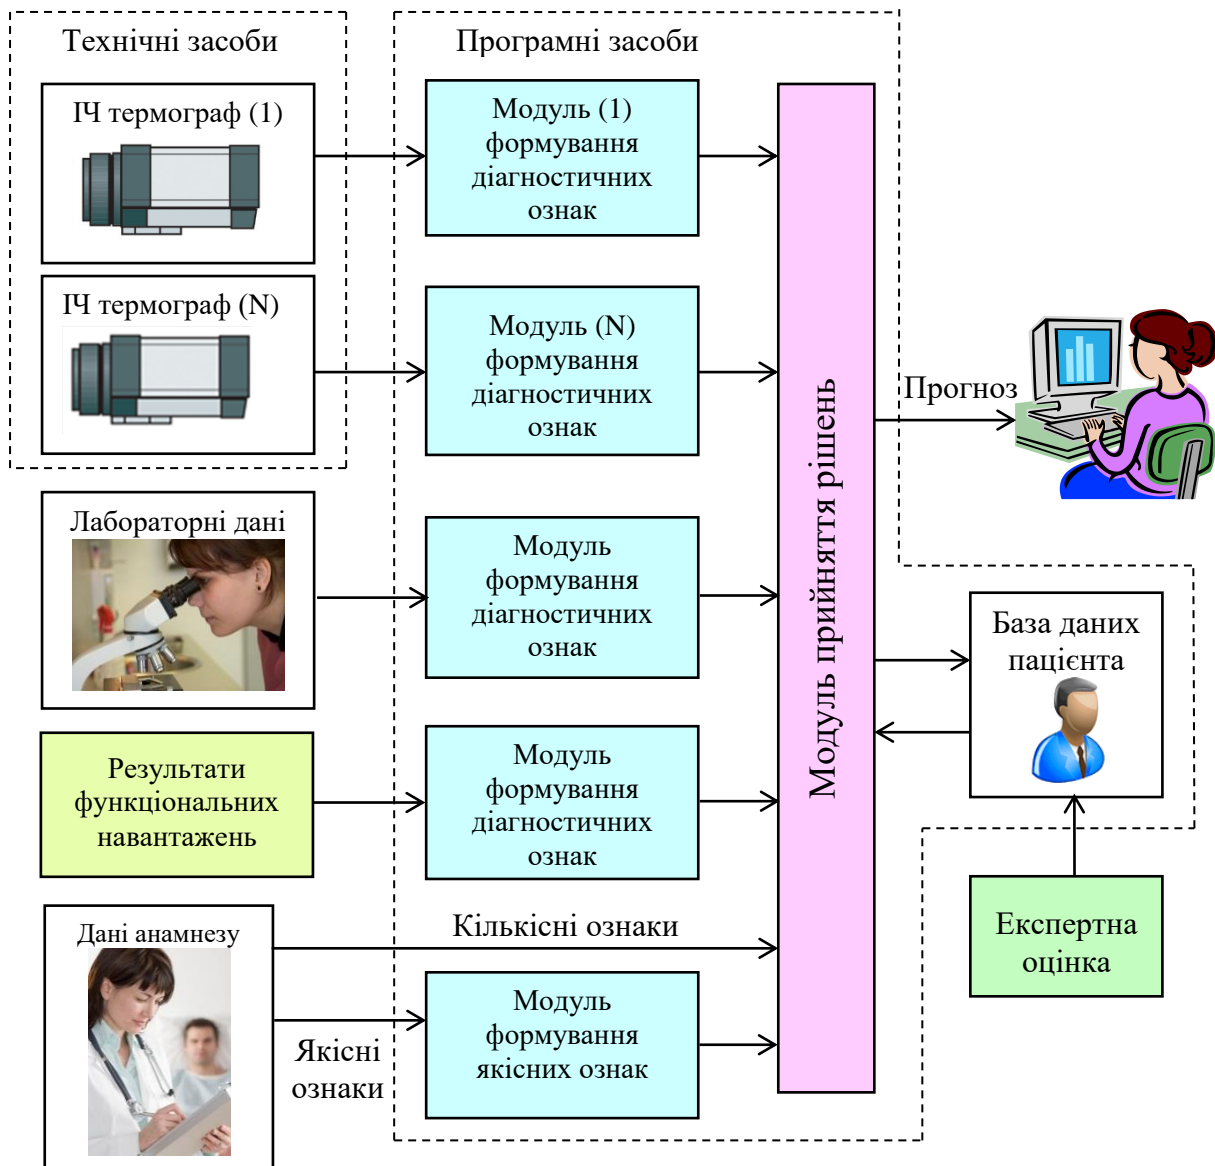 Технічні засоби
Програмні засоби
ІЧ термограф (1)
Модуль (1)
формування
діагностичних
ознак
ІЧ термограф (N)
Модуль (N)
формування
діагностичних
ознак
Лабораторні дані
Модуль
формування
діагностичних
ознак
Результати
функціональних
навантажень
Модуль
формування
діагностичних
ознак
Дані анамнезу
Кількісні ознаки
Якісні
ознаки
Модуль
формування
якісних ознак
Модуль прийняття рішень
Прогноз
База даних
пацієнта
Експертна
оцінка